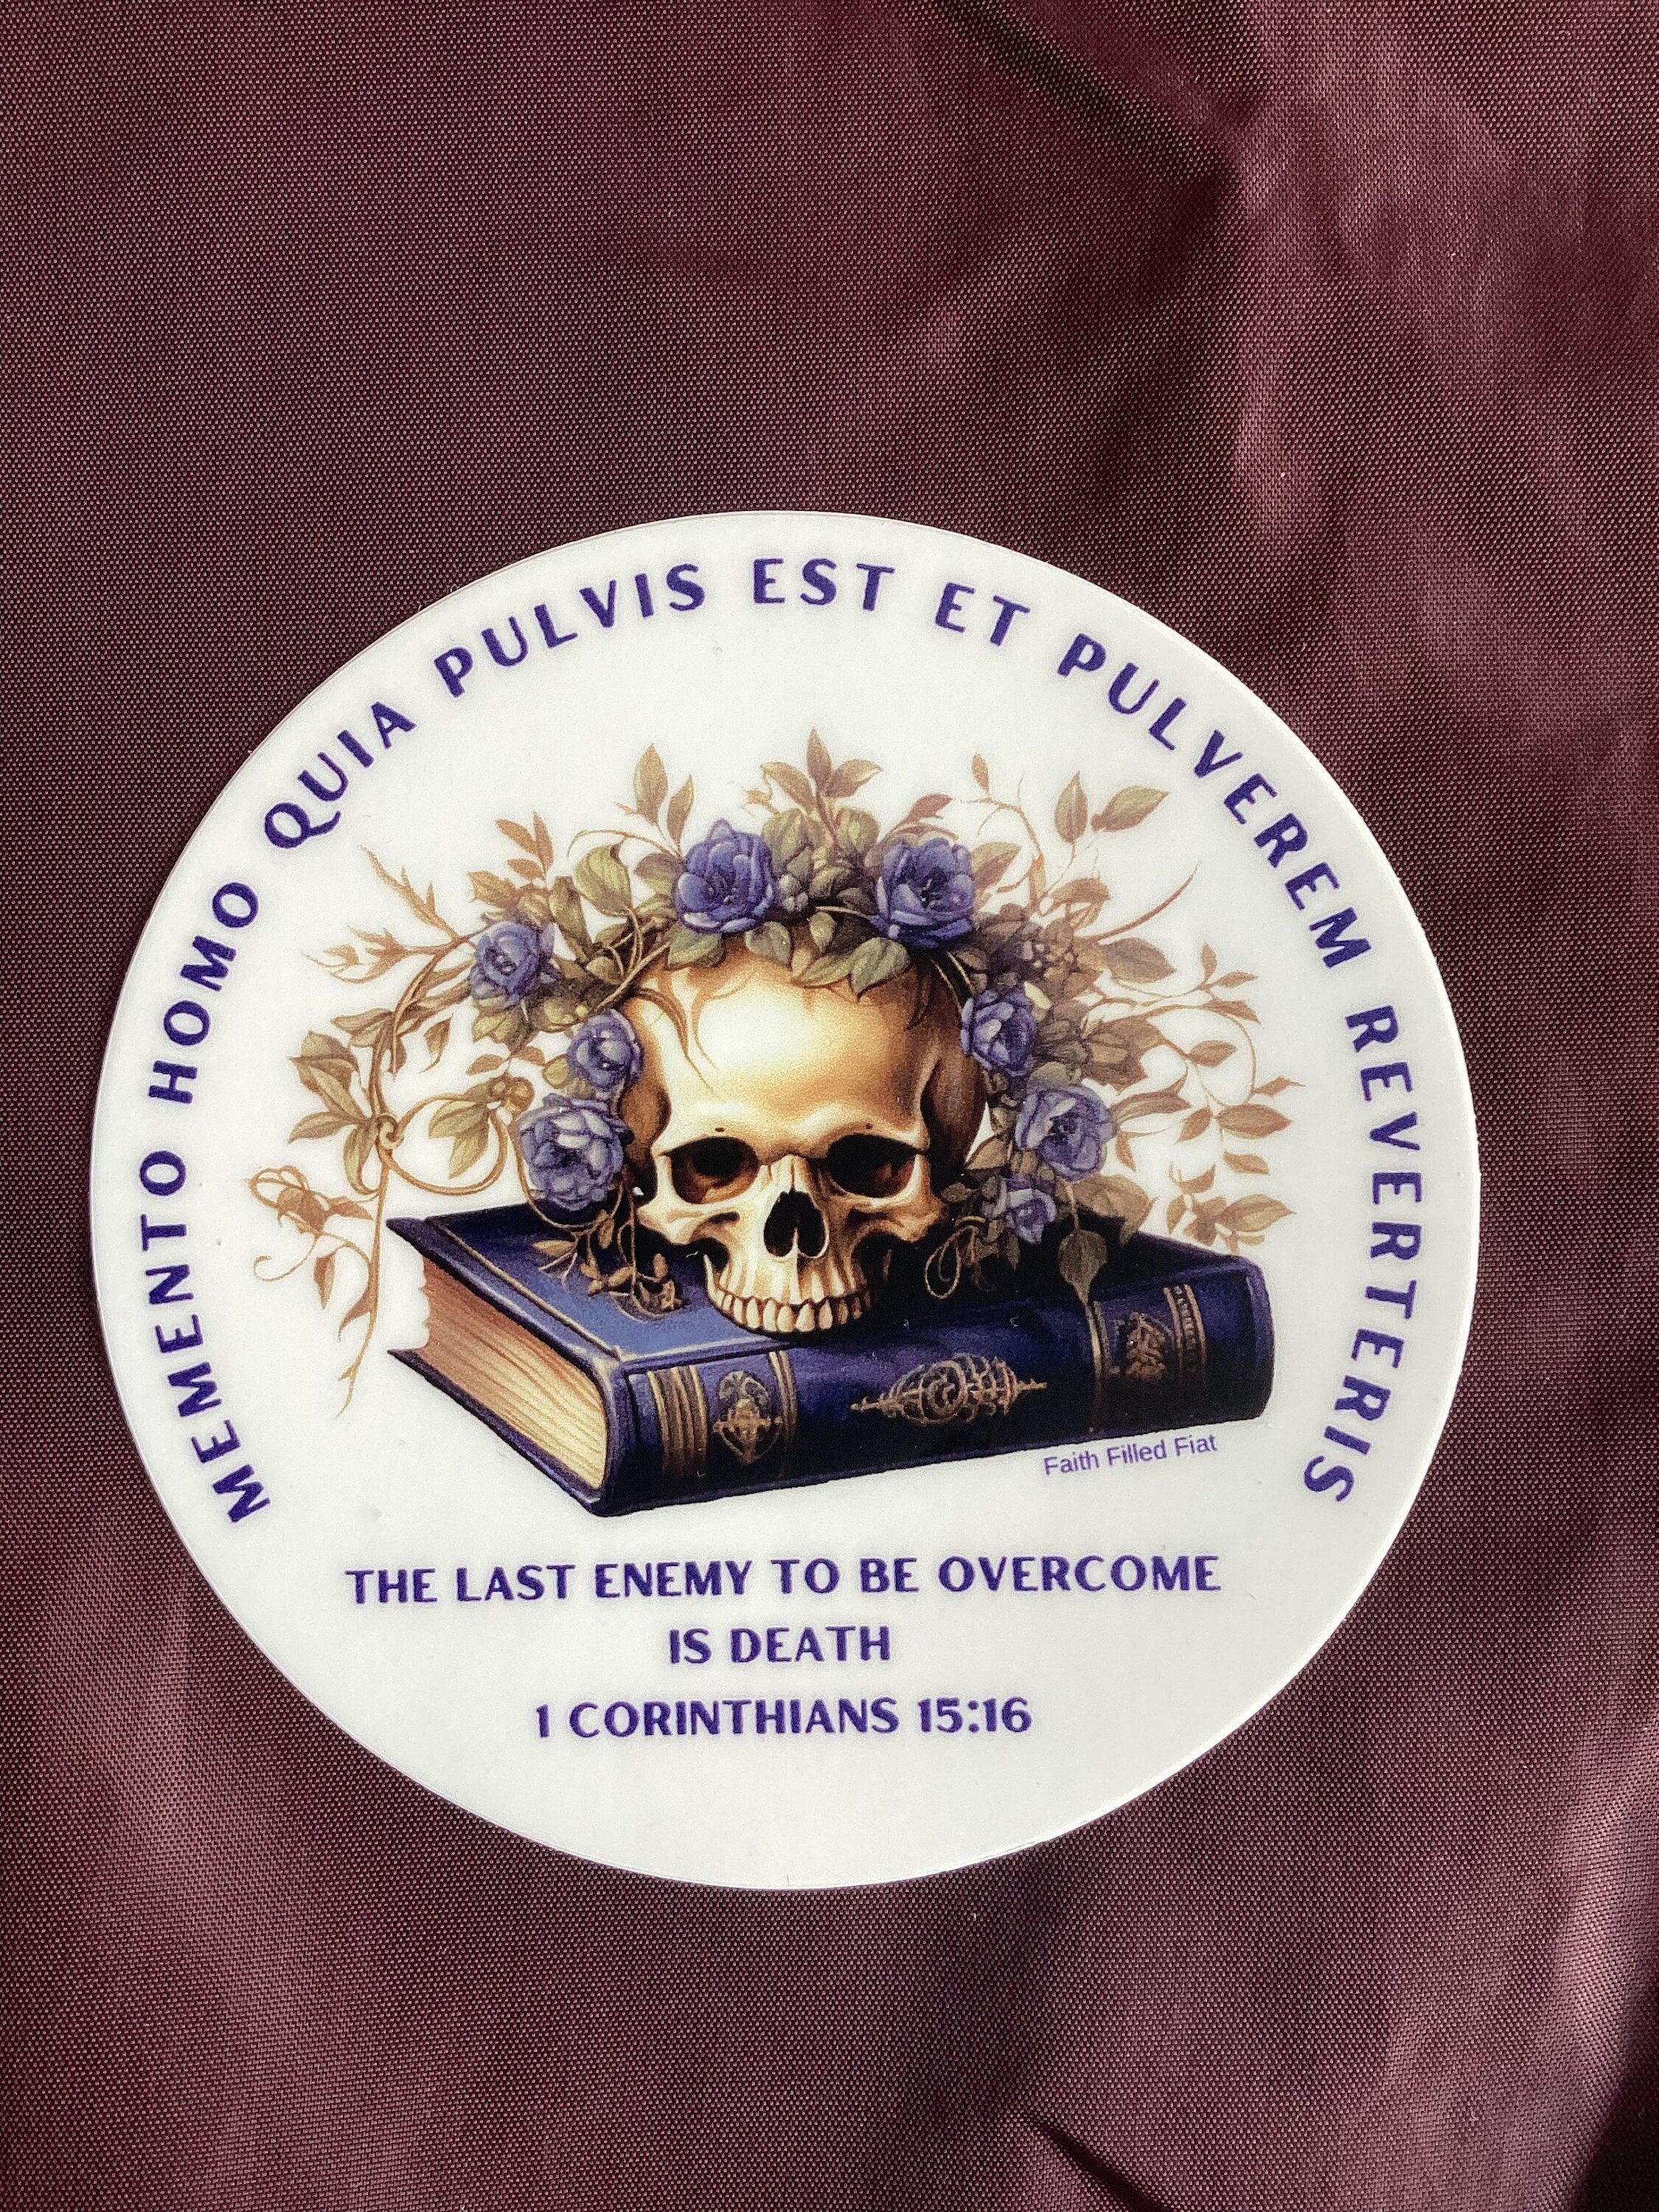 MEMENTO HOMO QUIA PULVIS EST ET PULVEREM REVERTERIS
Faith Filled Fiat
THE LAST ENEMY TO BE OVERCOME
IS DEATH
1 CORINTHIANS 15:16